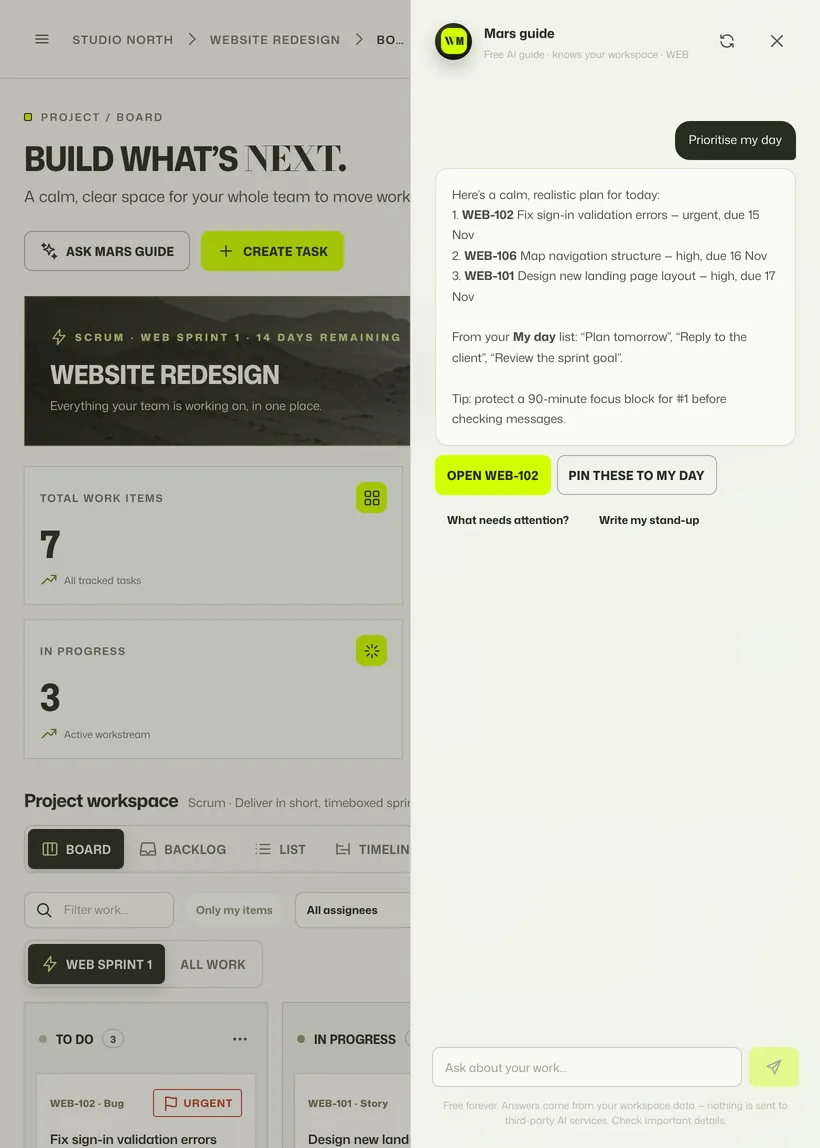 STUDIO NORTH > WEBSITE REDESIGN > BO...
PROJECT / BOARD
BUILD WHAT'S NEXT.
A calm, clear space for your whole team to move work
ASK MARS GUIDE
CREATE TASK
SCRUM · WEB SPRINT 1 · 14 DAYS REMAINING
WEBSITE REDESIGN
Everything your team is working on, in one place.
TOTAL WORK ITEMS
7
All tracked tasks
IN PROGRESS
3
Active workstream
Project workspace Scrum · Deliver in short, timeboxed sprin
BOARD
BACKLOG
LIST
TIMELIN
Filter work...
Only my items
All assignees
WEB SPRINT 1
ALL WORK
TO DO 3
WEB-102 · Bug
URGENT
Fix sign-in validation errors
IN PROGRESS
WEB-101 · Story
Design new land
WM
Mars guide
Free AI guide · knows your workspace · WEB
Prioritise my day
Here's a calm, realistic plan for today:
1. WEB-102 Fix sign-in validation errors — urgent, due 15
Nov
2. WEB-106 Map navigation structure — high, due 16 Nov
3. WEB-101 Design new landing page layout — high, due 17
Nov
From your My day list: “Plan tomorrow”, “Reply to the
client”, “Review the sprint goal”.
Tip: protect a 90-minute focus block for #1 before
checking messages.
OPEN WEB-102
PIN THESE TO MY DAY
What needs attention?
Write my stand-up
Ask about your work...
Free forever. Answers come from your workspace data — nothing is sent to
third-party AI services. Check important details.